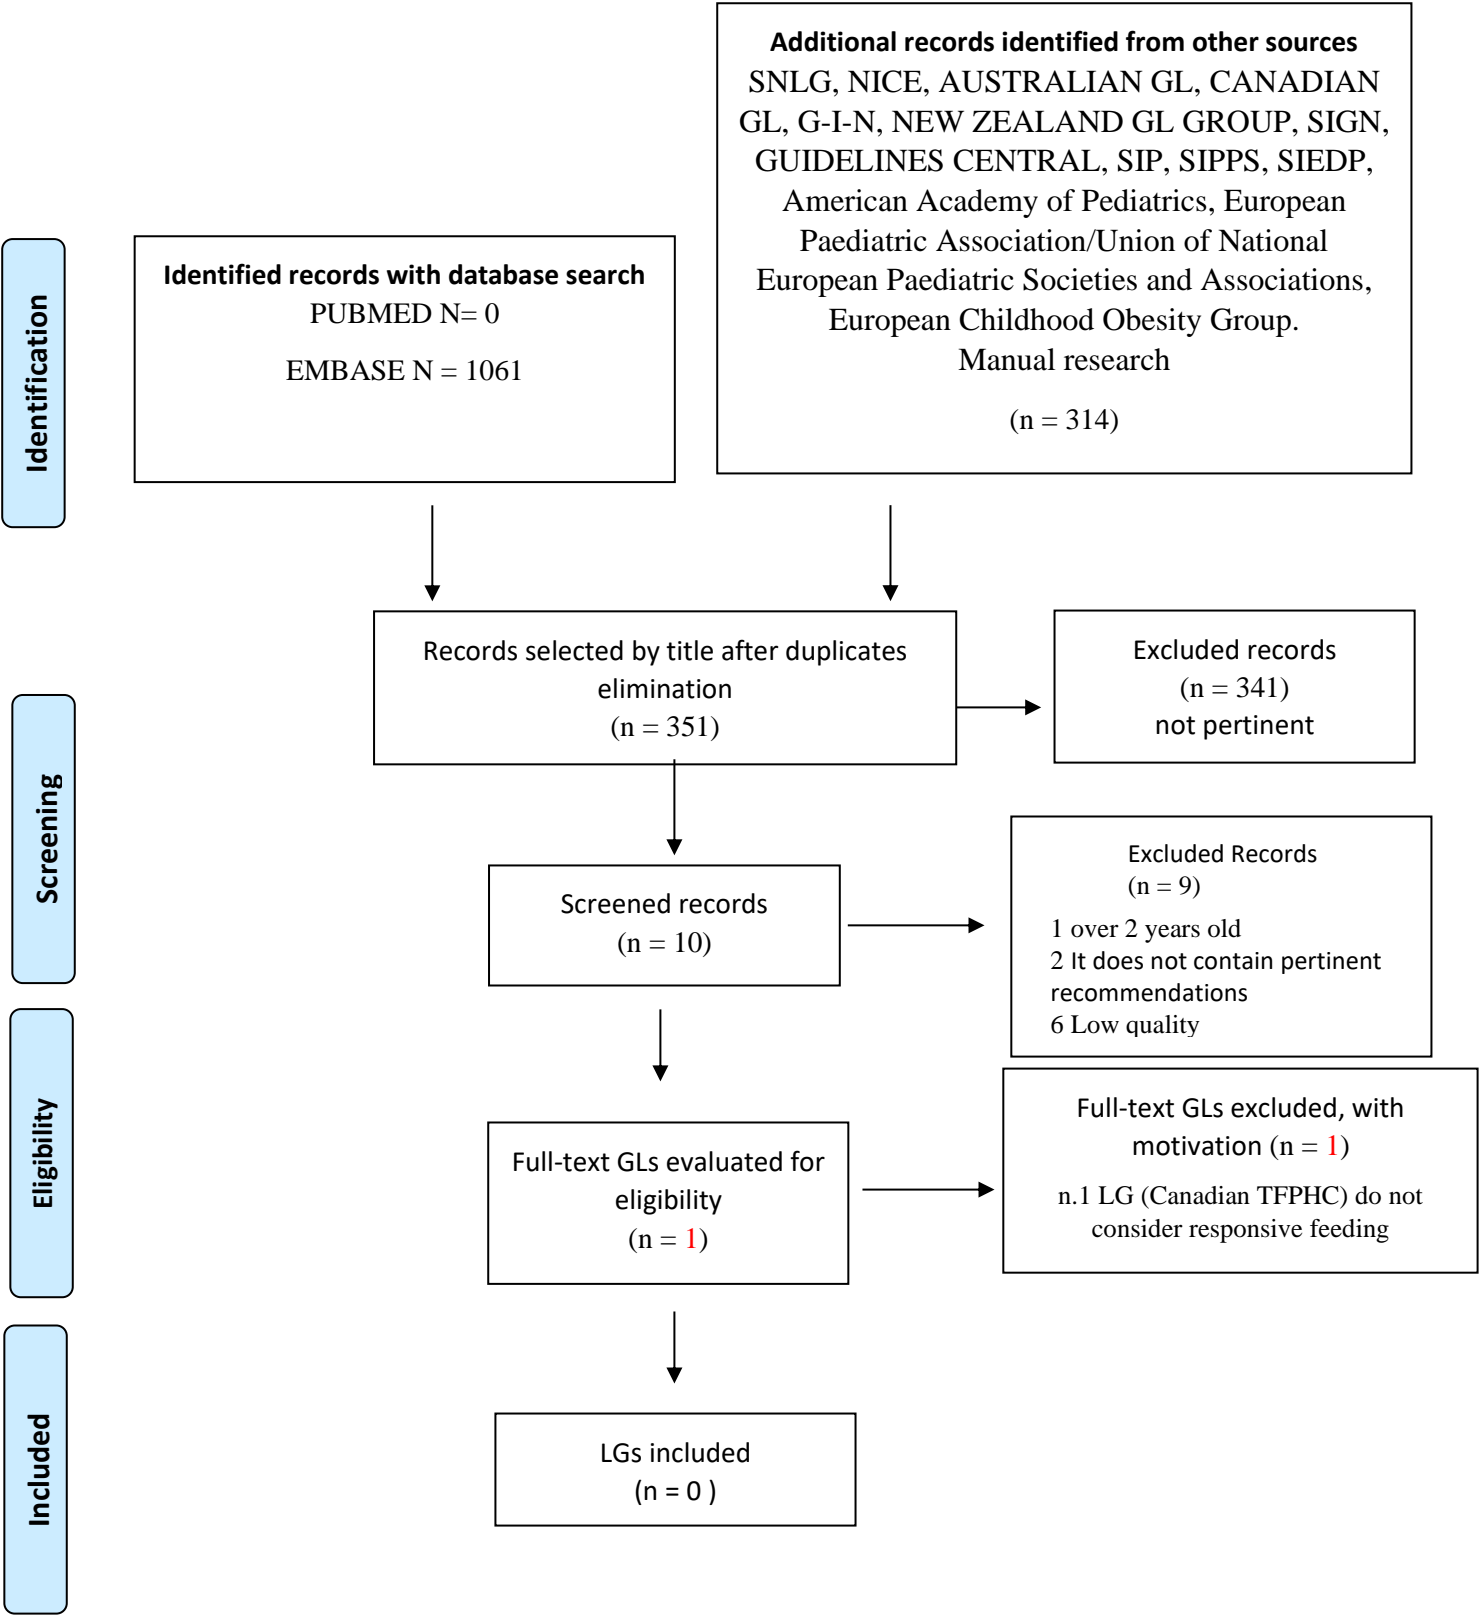 Additional records identified from other sources
SNLG, NICE, AUSTRALIAN GL, CANADIAN
GL, G-I-N, NEW ZEALAND GL GROUP, SIGN,
GUIDELINES CENTRAL, SIP, SIPPS, SIEDP,
American Academy of Pediatrics, European
Paediatric Association/Union of National
European Paediatric Societies and Associations,
European Childhood Obesity Group.
Manual research
(n = 314)
Identification
Identified records with database search
PUBMED N= 0
EMBASE N = 1061
Records selected by title after duplicates
elimination
(n = 351)
Excluded records
(n = 341)
not pertinent
Screening
Screened records
(n = 10)
Excluded Records
(n = 9)
1 over 2 years old
2 It does not contain pertinent
recommendations
6 Low quality
Eligibility
Full-text GLs evaluated for
eligibility
(n = 1)
Full-text GLs excluded, with
motivation (n = 1)
n.1 LG (Canadian TFPHC) do not
consider responsive feeding
Included
LGs included
(n = 0 )